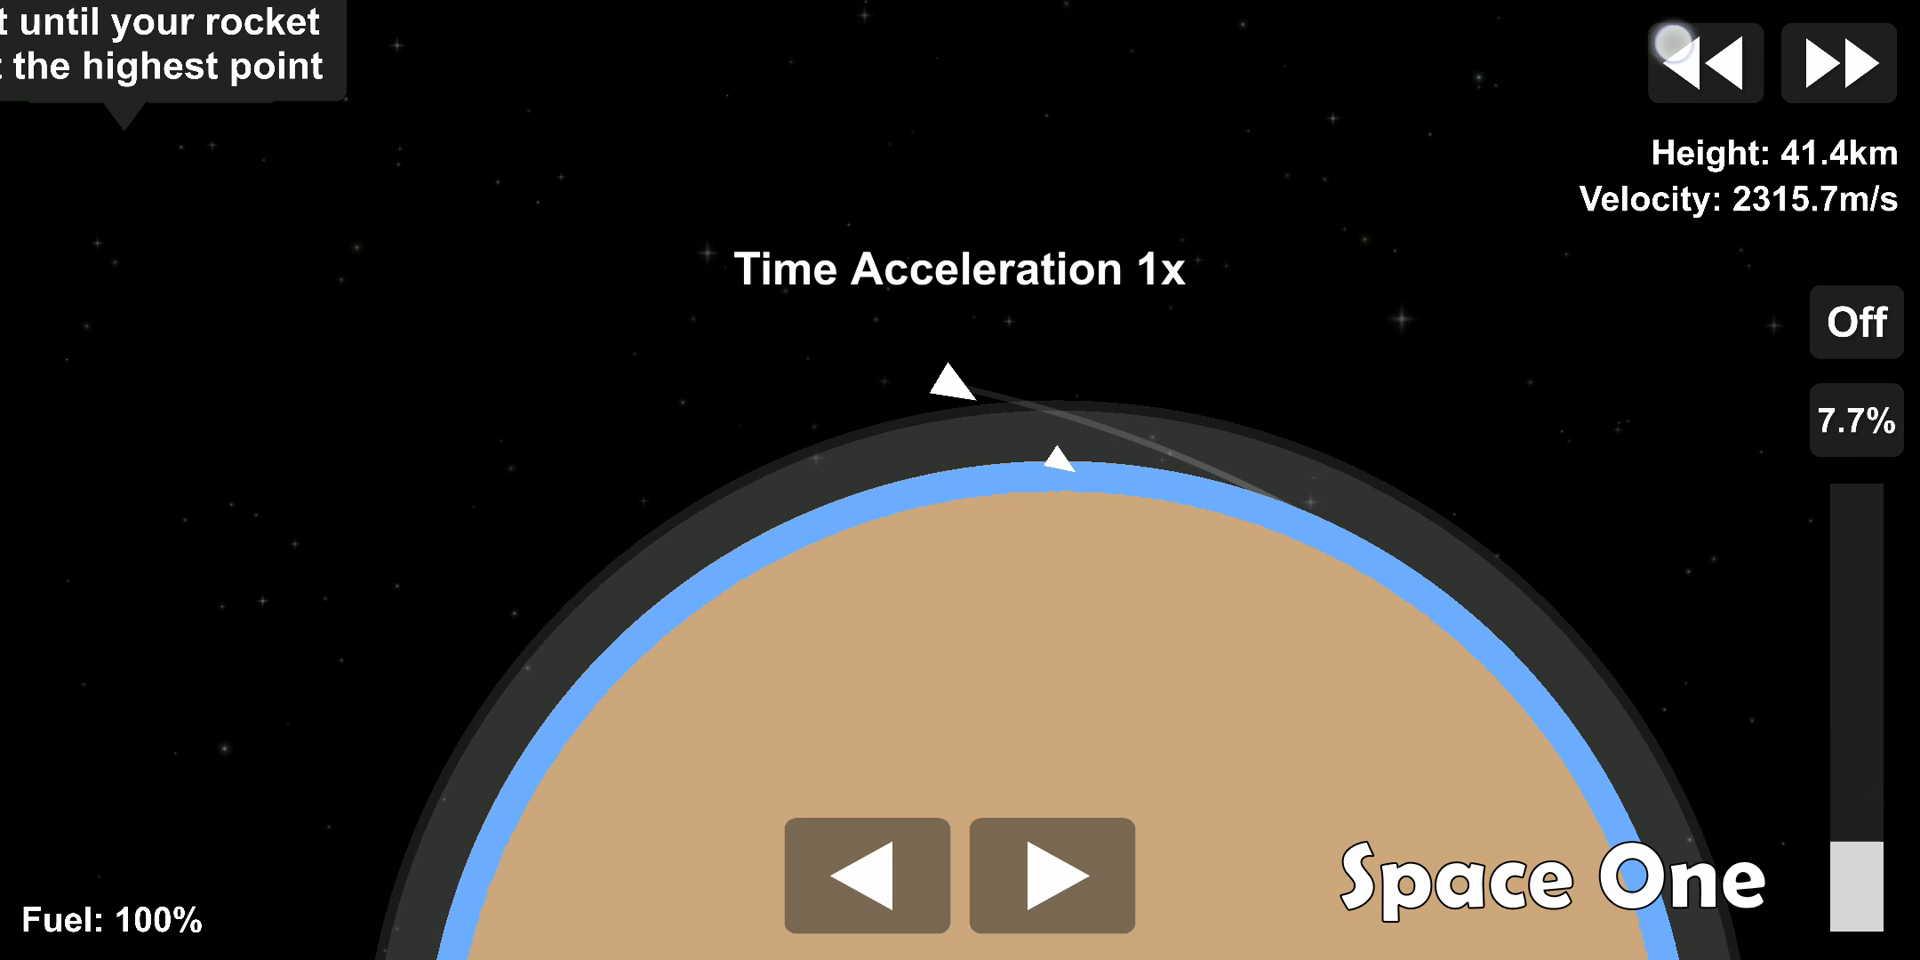 until your rocket
the highest point
Height: 41.4km
Velocity: 2315.7m/s
Time Acceleration 1x
Off
7.7%
Space One
Fuel: 100%